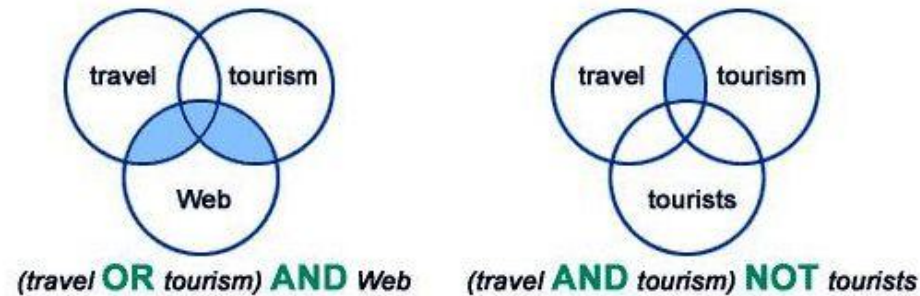 travel tourism
Web
(travel OR tourism) AND Web
travel tourism
tourists
(travel AND tourism) NOT tourists